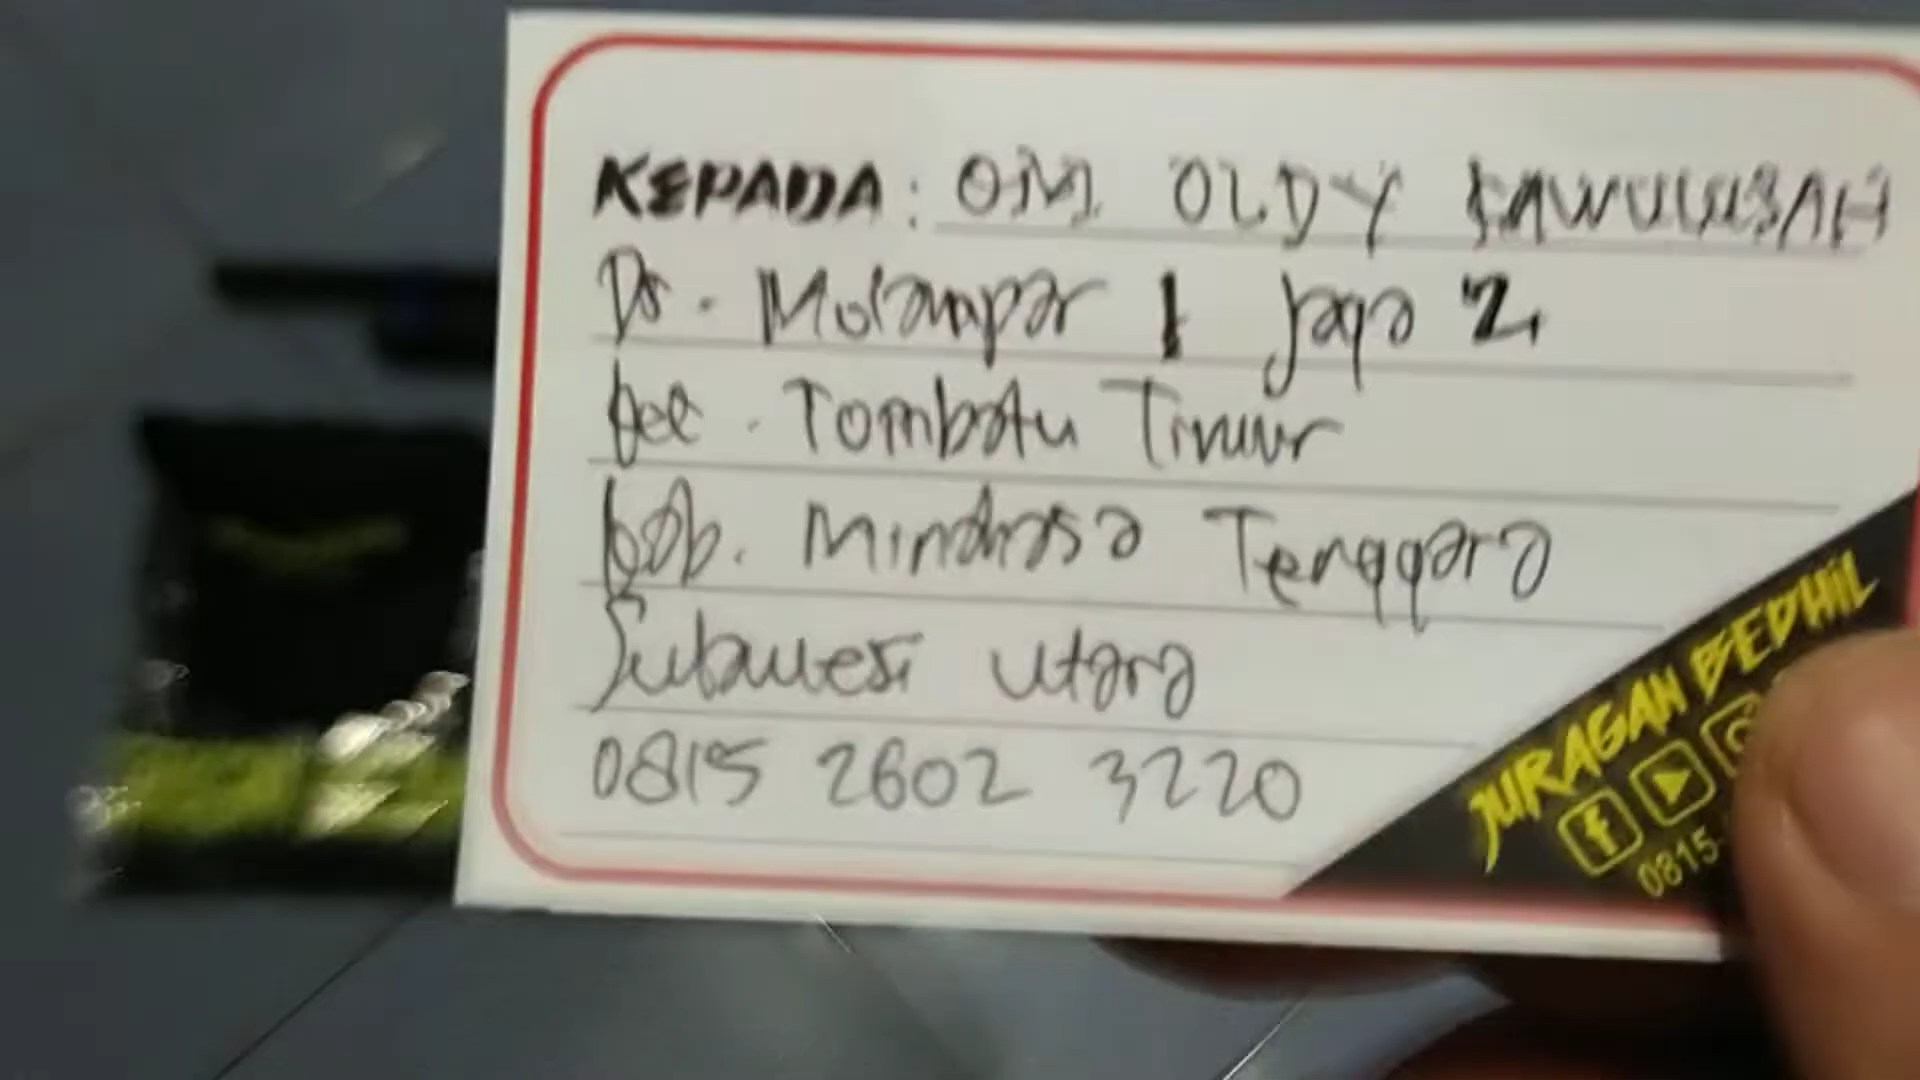 KEPADA: OM OLDY
Ds. Molompar 1 Jaga 2
Kec. Tombatu Timur
Kab. Minahasa Tenggara
Sulawesi Utara
0815 2602 3220
JURAGAN BEDHIL
0815-